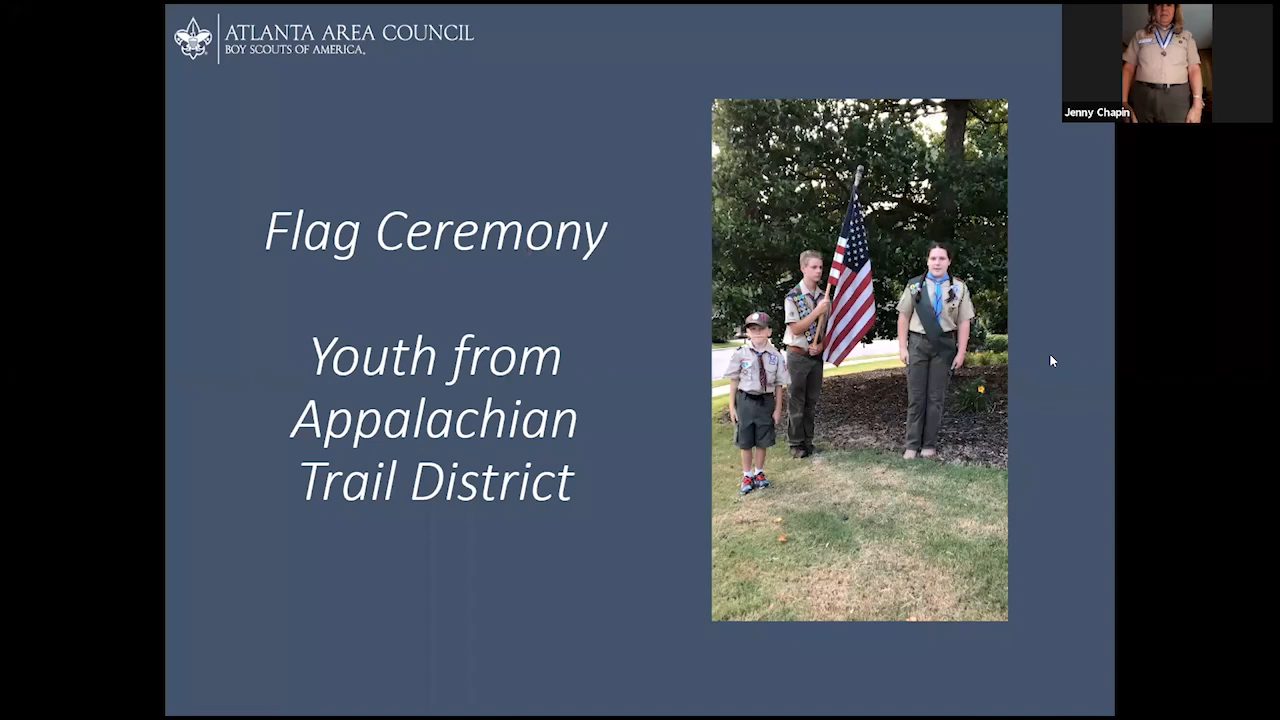 ATLANTA AREA COUNCIL
BOY SCOUTS OF AMERICA®
Jenny Chapin
Flag Ceremony
Youth from
Appalachian
Trail District